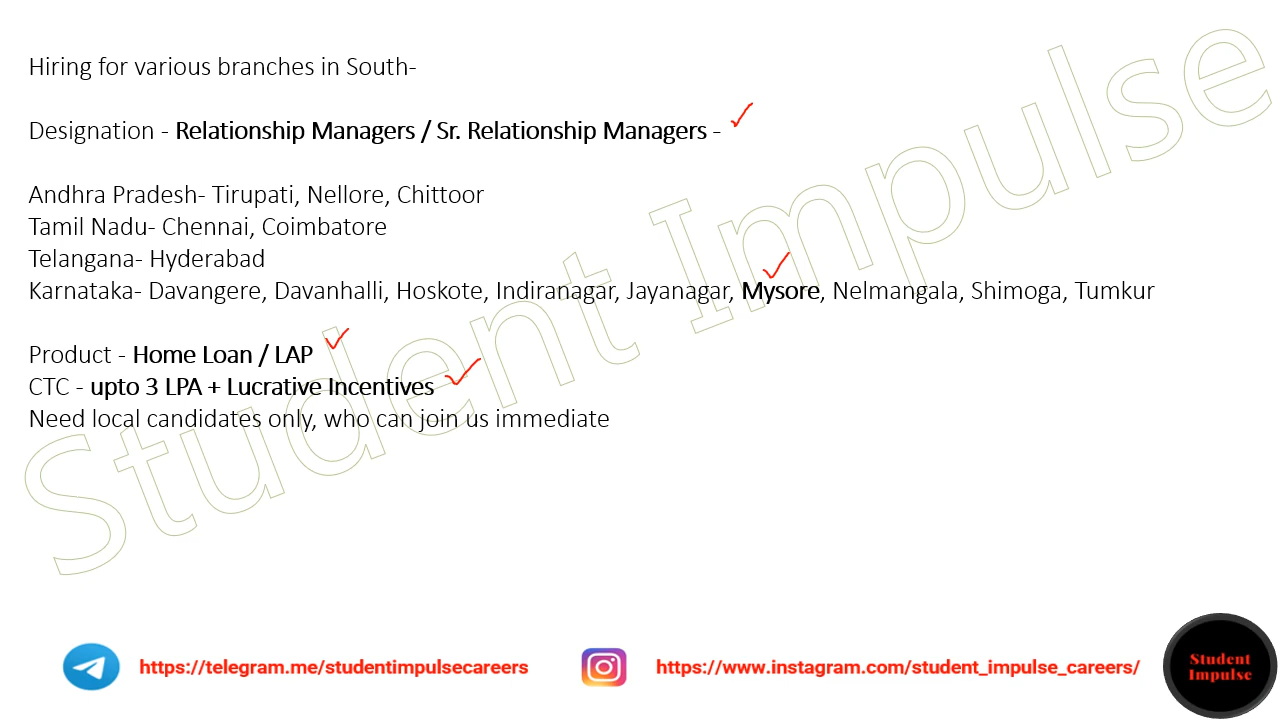 Hiring for various branches in South-
Designation - Relationship Managers / Sr. Relationship Managers -
Andhra Pradesh- Tirupati, Nellore, Chittoor
Tamil Nadu- Chennai, Coimbatore
Telangana- Hyderabad
Karnataka- Davangere, Davanhalli, Hoskote, Indiranagar, Jayanagar, Mysore, Nelmangala, Shimoga, Tumkur
Product - Home Loan / LAP
CTC - upto 3 LPA + Lucrative Incentives
Need local candidates only, who can join us immediate
Student Impulse
https://telegram.me/studentimpulsecareers
https://www.instagram.com/student_impulse_careers/
Student
Impulse